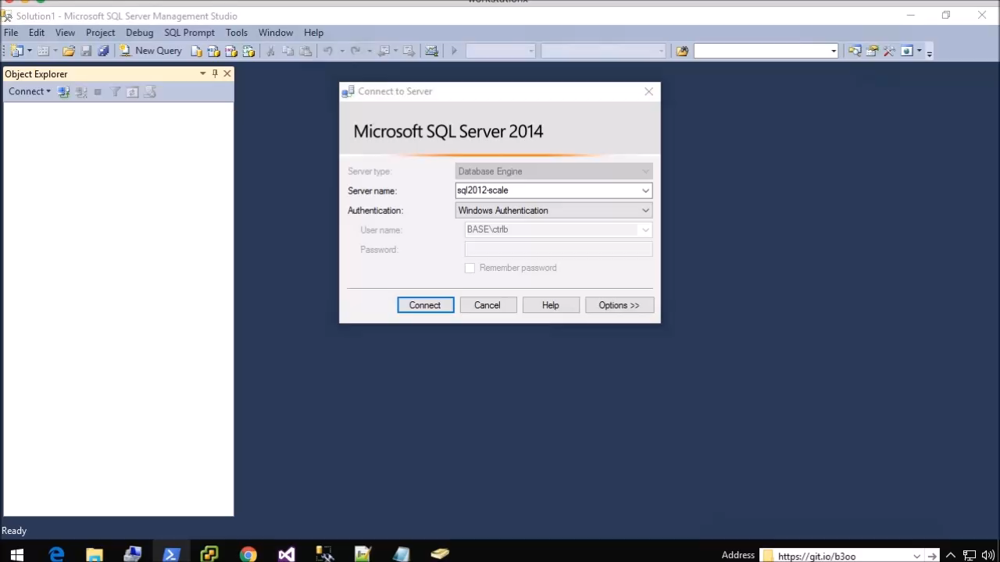 Solution1 - Microsoft SQL Server Management Studio
File Edit View Project Debug SQL Prompt Tools Window Help
New Query
Object Explorer
Connect
Connect to Server
Microsoft SQL Server 2014
Server type: Database Engine
Server name: sql2012-scale
Authentication: Windows Authentication
User name: BASE\ctrlb
Password:
Remember password
Connect Cancel Help Options >>
Ready
Address https://git.io/b3oo